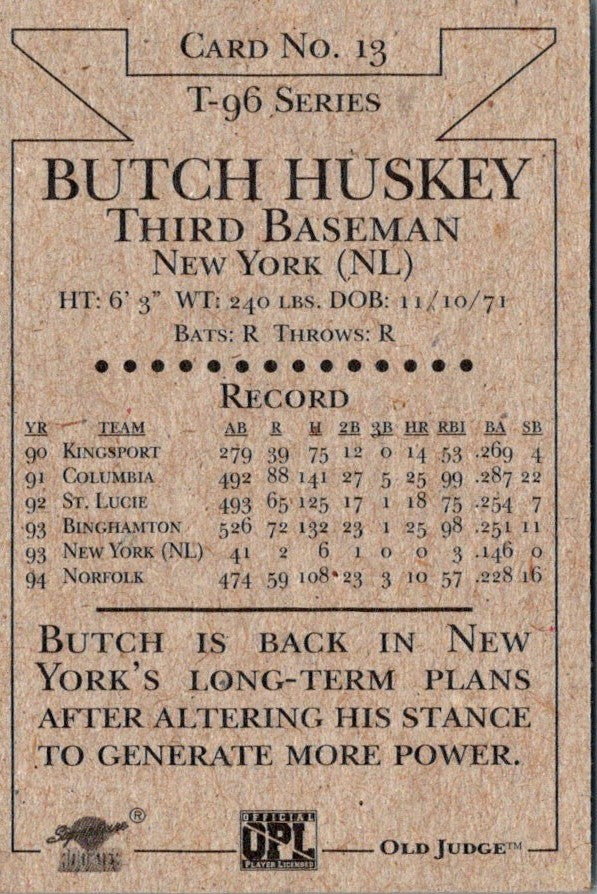 CARD NO. 13
T-96 SERIES
BUTCH HUSKEY
THIRD BASEMAN
NEW YORK (NL)
HT: 6' 3" WT: 240 LBS. DOB: 11/10/71
BATS: R THROWS: R
RECORD
YR TEAM AB R H 2B 3B HR RBI BA SB
90 KINGSPORT 279 39 75 12 0 14 53 .269 4
91 COLUMBIA 492 88 141 27 5 25 99 .287 22
92 ST. LUCIE 493 65 125 17 1 18 75 .254 7
93 BINGHAMTON 526 72 132 23 1 25 98 .251 11
93 NEW YORK (NL) 41 2 6 1 0 0 3 .146 0
94 NORFOLK 474 59 108 23 3 10 57 .228 16
BUTCH IS BACK IN NEW
YORK'S LONG-TERM PLANS
AFTER ALTERING HIS STANCE
TO GENERATE MORE POWER.
®
OFFICIAL
OPL
PLAYER LICENSED
OLD JUDGE™